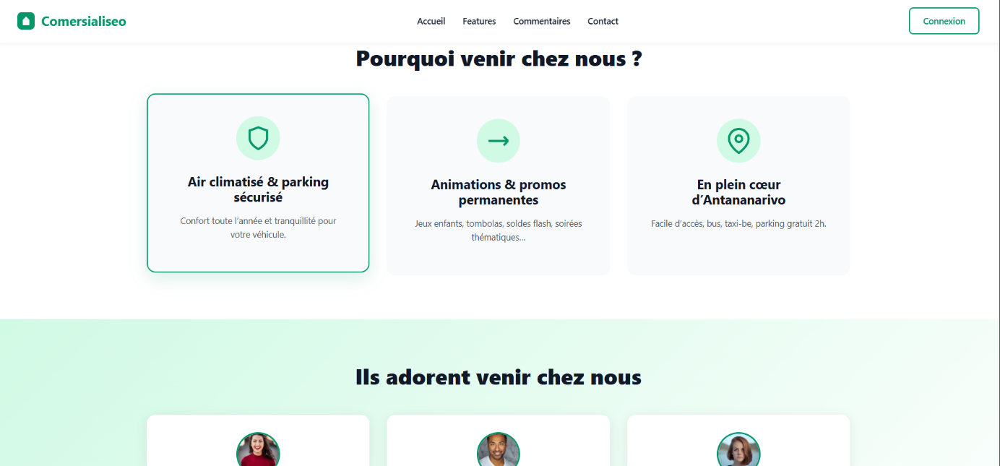 Comersialiseo
Accueil
Features
Commentaires
Contact
Connexion
Pourquoi venir chez nous ?
Air climatisé & parking
sécurisé
Confort toute l'année et tranquillité pour
votre véhicule.
Animations & promos
permanentes
Jeux enfants, tombolas, soldes flash, soirées
thématiques…
En plein cœur
d'Antananarivo
Facile d'accès, bus, taxi-be, parking gratuit 2h.
Ils adorent venir chez nous